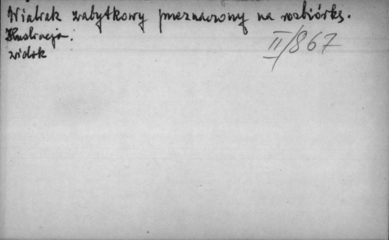 Wiatrak zabytkowy przeznaczony na rozbiórkę.
Ilustracja:
widok
II/867